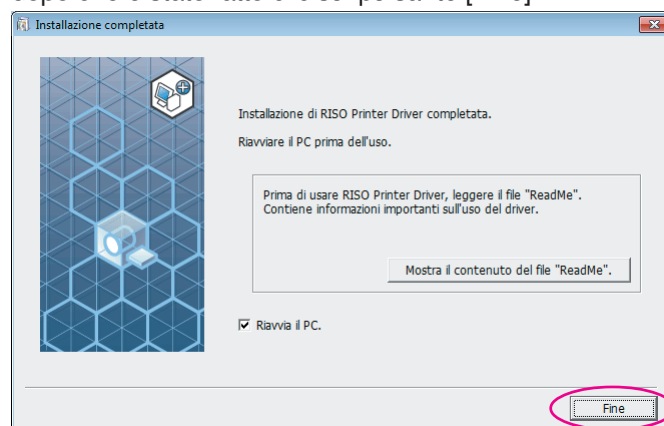 Installazione completata
Installazione di RISO Printer Driver completata.
Riavviare il PC prima dell'uso.
Prima di usare RISO Printer Driver, leggere il file "ReadMe".
Contiene informazioni importanti sull'uso del driver.
Mostra il contenuto del file "ReadMe".
Riavvia il PC.
Fine